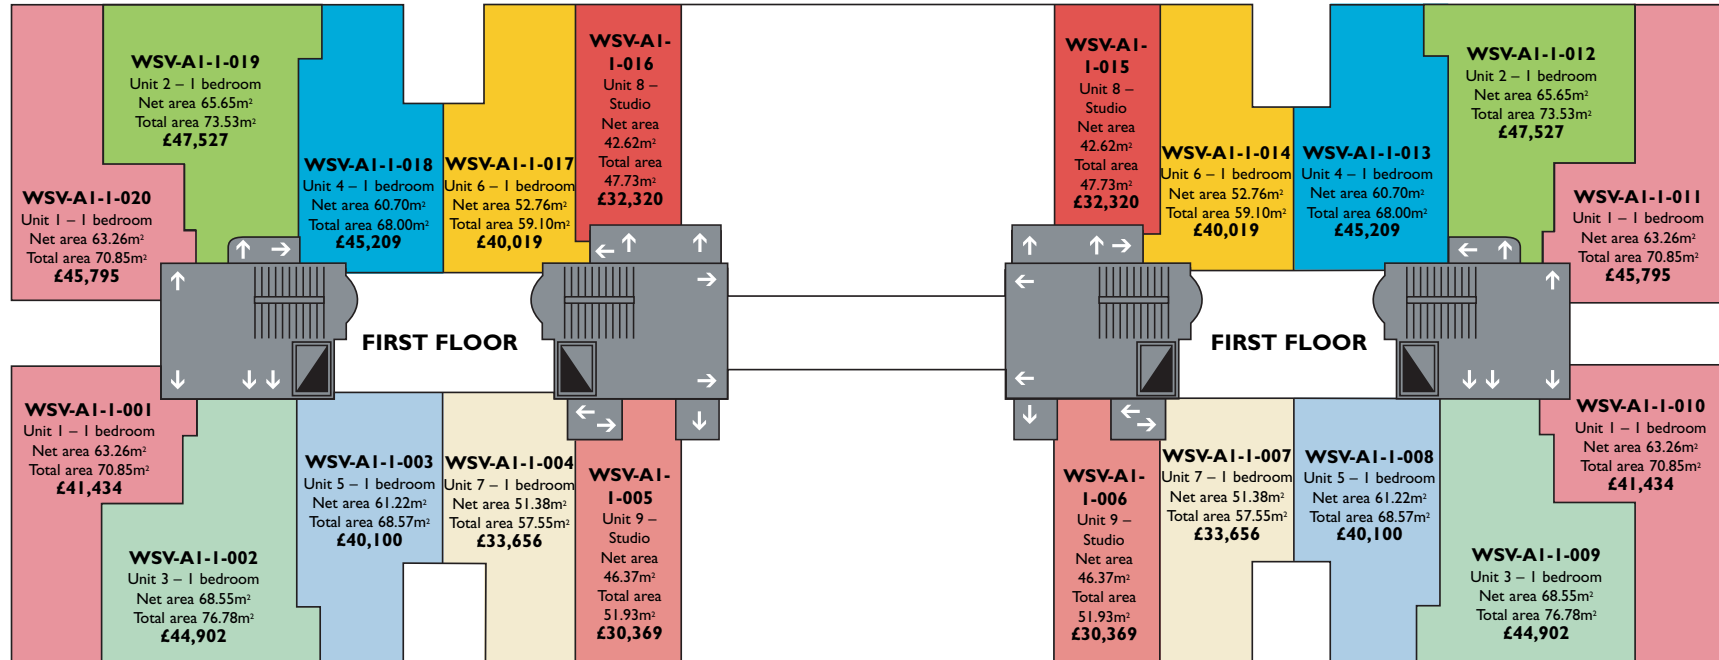 WSV-A1-1-019
Unit 2 – 1 bedroom
Net area 65.65m²
Total area 73.53m²
£47,527
WSV-A1-1-018
Unit 4 – 1 bedroom
Net area 60.70m²
Total area 68.00m²
£45,209
WSV-A1-1-017
Unit 6 – 1 bedroom
Net area 52.76m²
Total area 59.10m²
£40,019
WSV-A1-
1-016
Unit 8 –
Studio
Net area
42.62m²
Total area
47.73m²
£32,320
WSV-A1-1-020
Unit 1 – 1 bedroom
Net area 63.26m²
Total area 70.85m²
£45,795
WSV-A1-
1-015
Unit 8 –
Studio
Net area
42.62m²
Total area
47.73m²
£32,320
WSV-A1-1-014
Unit 6 – 1 bedroom
Net area 52.76m²
Total area 59.10m²
£40,019
WSV-A1-1-013
Unit 4 – 1 bedroom
Net area 60.70m²
Total area 68.00m²
£45,209
WSV-A1-1-012
Unit 2 – 1 bedroom
Net area 65.65m²
Total area 73.53m²
£47,527
WSV-A1-1-011
Unit 1 – 1 bedroom
Net area 63.26m²
Total area 70.85m²
£45,795
FIRST FLOOR
FIRST FLOOR
WSV-A1-1-001
Unit 1 – 1 bedroom
Net area 63.26m²
Total area 70.85m²
£41,434
WSV-A1-1-002
Unit 3 – 1 bedroom
Net area 68.55m²
Total area 76.78m²
£44,902
WSV-A1-1-003
Unit 5 – 1 bedroom
Net area 61.22m²
Total area 68.57m²
£40,100
WSV-A1-1-004
Unit 7 – 1 bedroom
Net area 51.38m²
Total area 57.55m²
£33,656
WSV-A1-
1-005
Unit 9 –
Studio
Net area
46.37m²
Total area
51.93m²
£30,369
WSV-A1-
1-006
Unit 9 –
Studio
Net area
46.37m²
Total area
51.93m²
£30,369
WSV-A1-1-007
Unit 7 – 1 bedroom
Net area 51.38m²
Total area 57.55m²
£33,656
WSV-A1-1-008
Unit 5 – 1 bedroom
Net area 61.22m²
Total area 68.57m²
£40,100
WSV-A1-1-009
Unit 3 – 1 bedroom
Net area 68.55m²
Total area 76.78m²
£44,902
WSV-A1-1-010
Unit 1 – 1 bedroom
Net area 63.26m²
Total area 70.85m²
£41,434